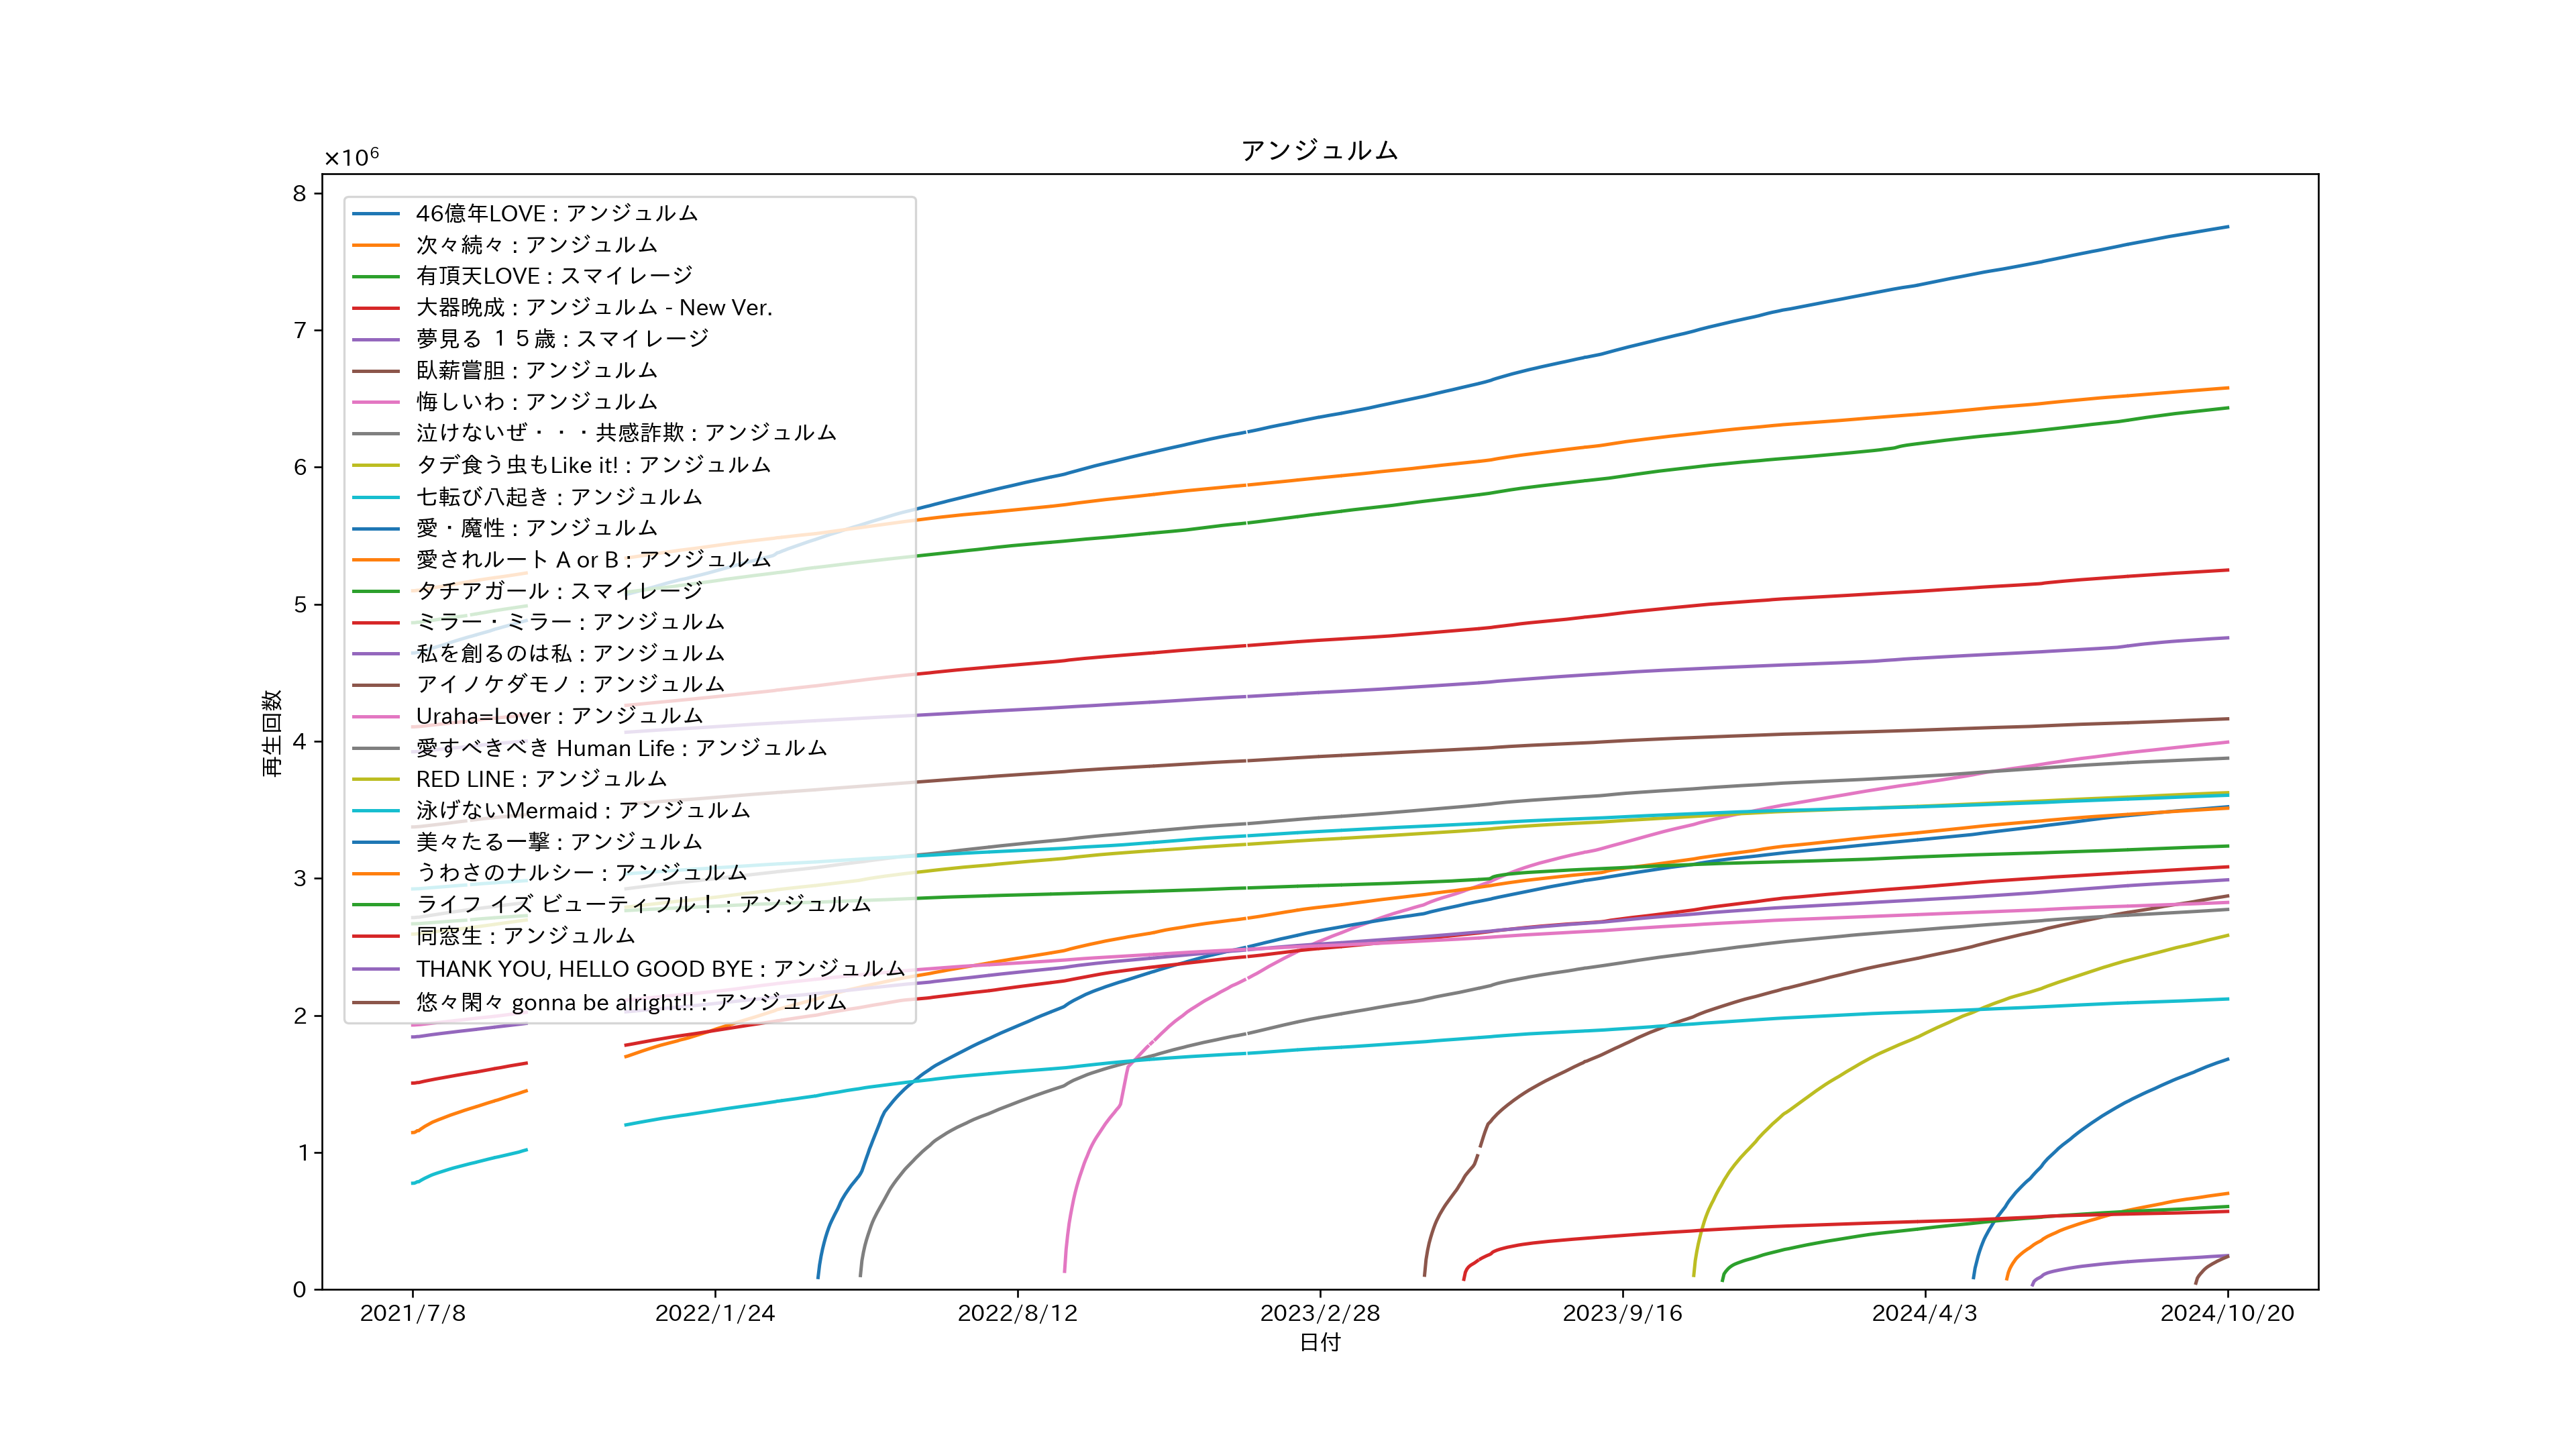 アンジュルム
×10⁶
8
7
6
5
4
3
2
1
0
再生回数
46億年LOVE : アンジュルム
次々続々 : アンジュルム
有頂天LOVE : スマイレージ
大器晩成 : アンジュルム - New Ver.
夢見る １５歳 : スマイレージ
臥薪嘗胆 : アンジュルム
悔しいわ : アンジュルム
泣けないぜ・・・共感詐欺 : アンジュルム
タデ食う虫もLike it! : アンジュルム
七転び八起き : アンジュルム
愛・魔性 : アンジュルム
愛されルート A or B : アンジュルム
タチアガール : スマイレージ
ミラー・ミラー : アンジュルム
私を創るのは私 : アンジュルム
アイノケダモノ : アンジュルム
Uraha=Lover : アンジュルム
愛すべきべき Human Life : アンジュルム
RED LINE : アンジュルム
泳げないMermaid : アンジュルム
美々たる一撃 : アンジュルム
うわさのナルシー : アンジュルム
ライフ イズ ビューティフル！ : アンジュルム
同窓生 : アンジュルム
THANK YOU, HELLO GOOD BYE : アンジュルム
悠々閑々 gonna be alright!! : アンジュルム
2021/7/8
2022/1/24
2022/8/12
2023/2/28
2023/9/16
2024/4/3
2024/10/20
日付